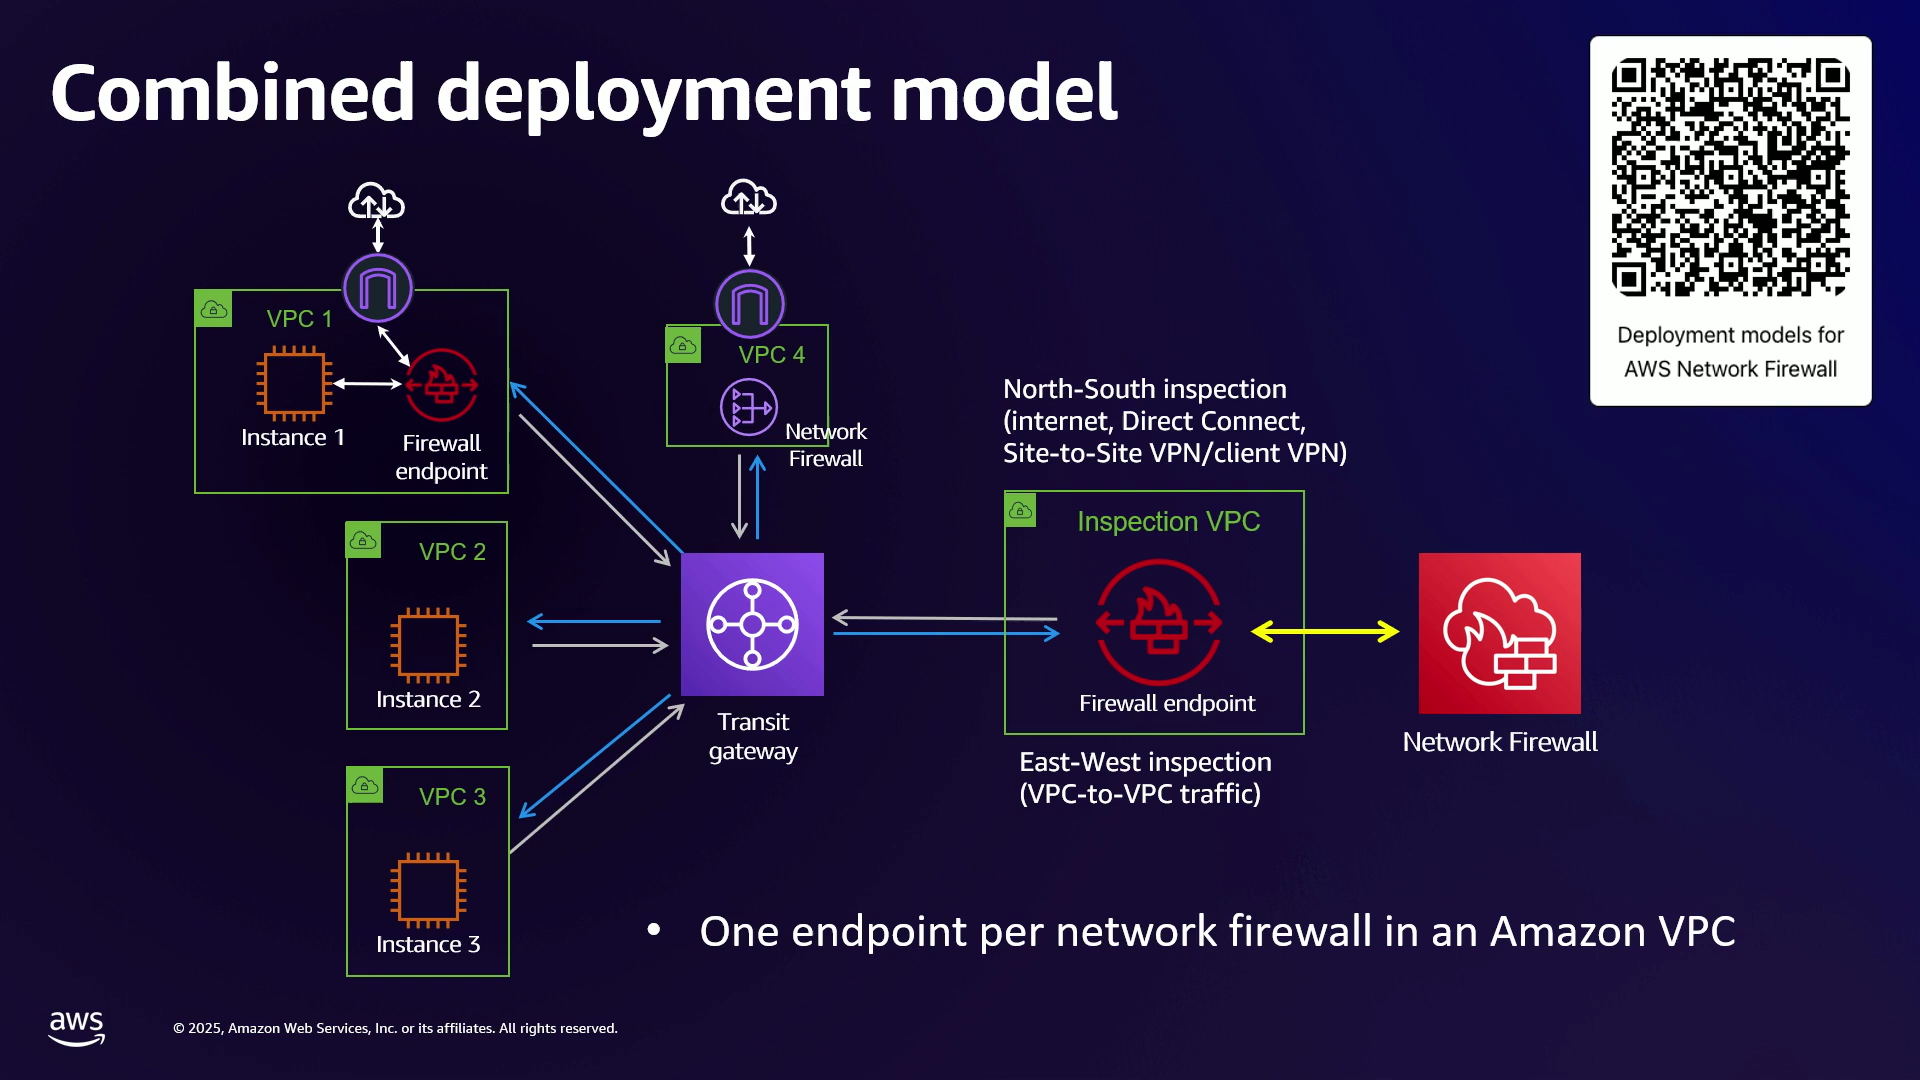 Combined deployment model
Deployment models for
AWS Network Firewall
VPC 1
Instance 1
Firewall
endpoint
VPC 4
Network
Firewall
North-South inspection
(internet, Direct Connect,
Site-to-Site VPN/client VPN)
VPC 2
Instance 2
Transit
gateway
Inspection VPC
Firewall endpoint
Network Firewall
East-West inspection
(VPC-to-VPC traffic)
VPC 3
Instance 3
• One endpoint per network firewall in an Amazon VPC
aws
© 2025, Amazon Web Services, Inc. or its affiliates. All rights reserved.